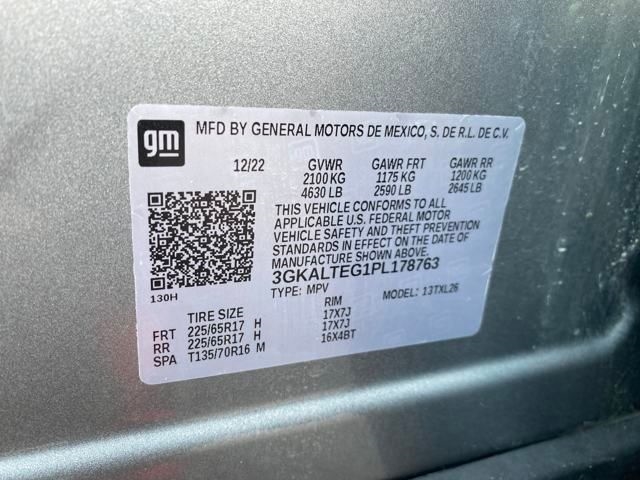 gm
MFD BY GENERAL MOTORS DE MEXICO, S. DE R.L. DE C.V.
12/22 GVWR GAWR FRT GAWR RR
2100 KG 1175 KG 1200 KG
4630 LB 2590 LB 2645 LB
THIS VEHICLE CONFORMS TO ALL
APPLICABLE U.S. FEDERAL MOTOR
VEHICLE SAFETY AND THEFT PREVENTION
STANDARDS IN EFFECT ON THE DATE OF
MANUFACTURE SHOWN ABOVE.
3GKALTEG1PL178763
130H
TYPE: MPV MODEL: 13TXL26
TIRE SIZE RIM
FRT 225/65R17 H 17X7J
RR 225/65R17 H 17X7J
SPA T135/70R16 M 16X4BT